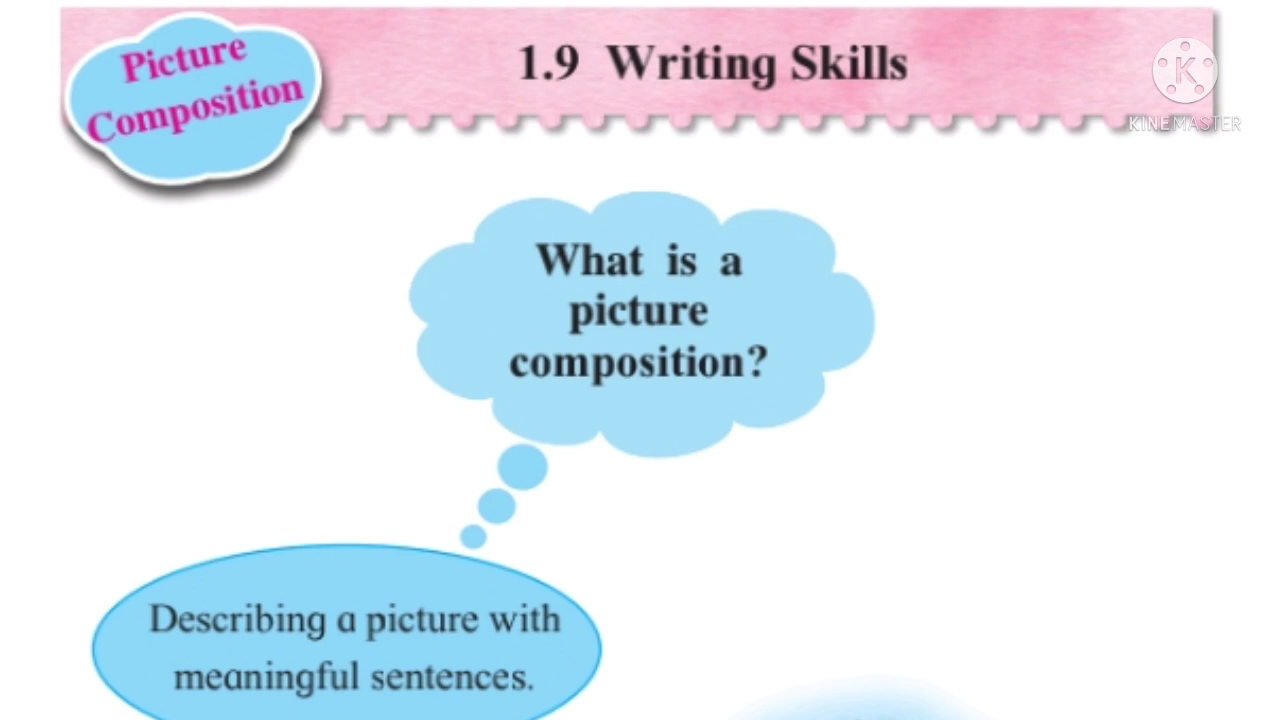 Picture
Composition
1.9 Writing Skills
K
KINEMASTER
What is a
picture
composition?
Describing a picture with
meaningful sentences.